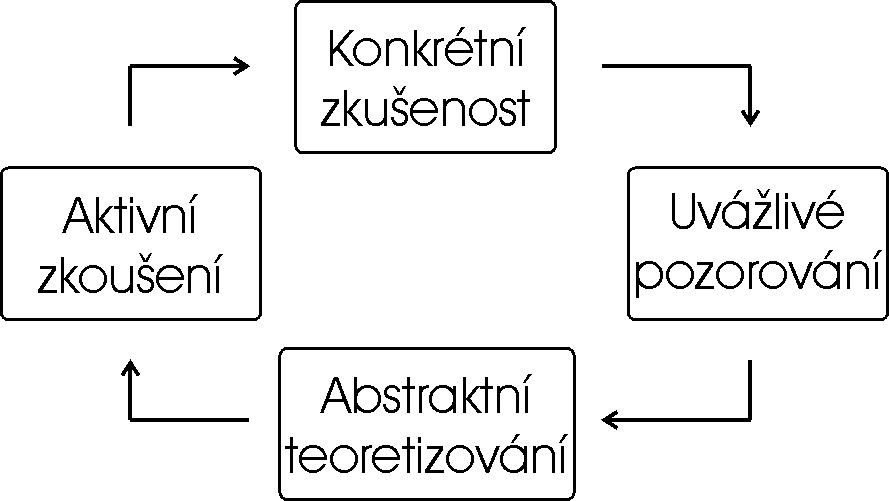 Konkrétní
zkušenost
Aktivní
zkoušení
Uvážlivé
pozorování
Abstraktní
teoretizování